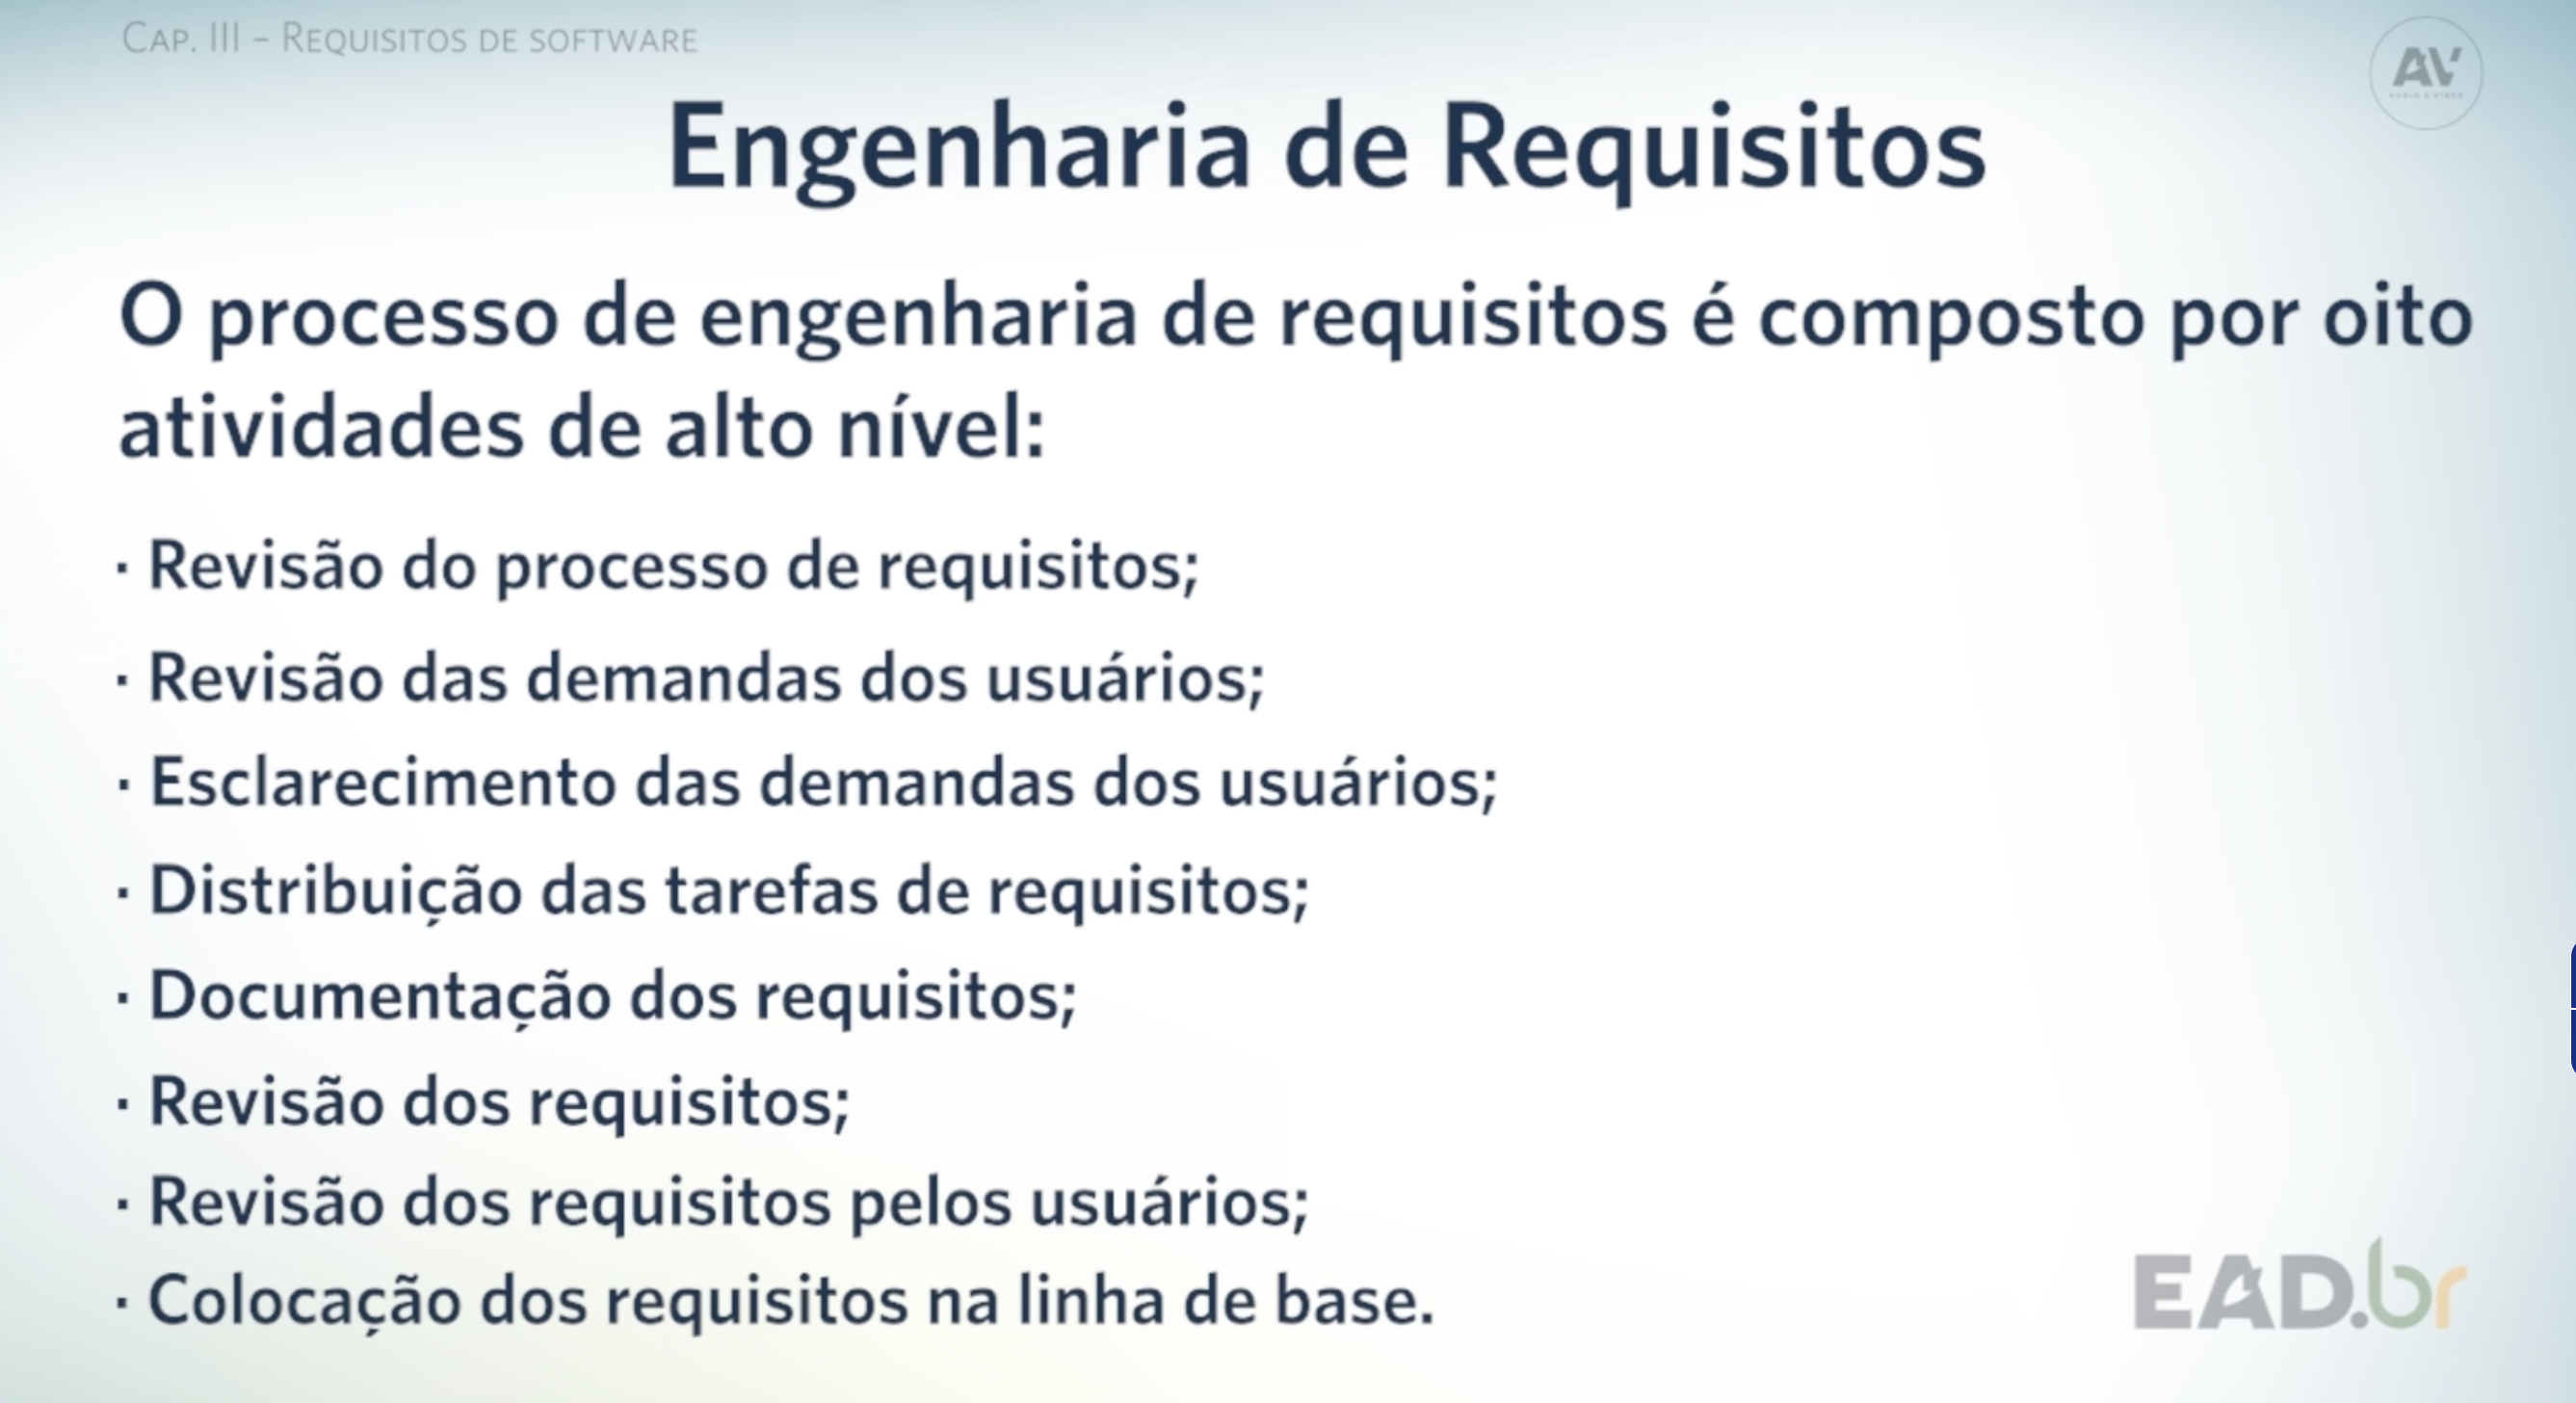 Cap. III – Requisitos de software
AV
Engenharia de Requisitos
O processo de engenharia de requisitos é composto por oito
atividades de alto nível:
· Revisão do processo de requisitos;
· Revisão das demandas dos usuários;
· Esclarecimento das demandas dos usuários;
· Distribuição das tarefas de requisitos;
· Documentação dos requisitos;
· Revisão dos requisitos;
· Revisão dos requisitos pelos usuários;
· Colocação dos requisitos na linha de base.
EAD.br